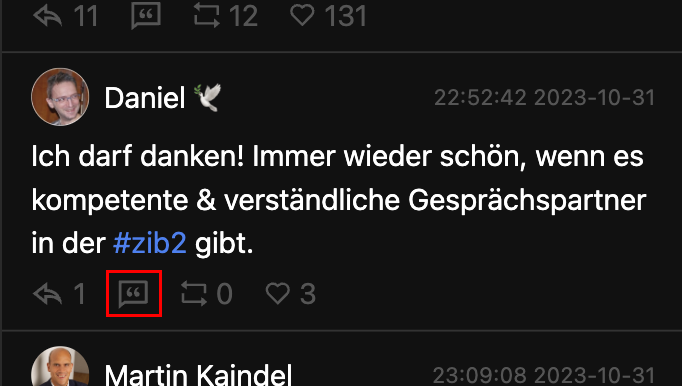 11 12 131
Daniel 🕊️ 22:52:42 2023-10-31
Ich darf danken! Immer wieder schön, wenn es
kompetente & verständliche Gesprächspartner
in der #zib2 gibt.
1 0 3
Martin Kaindel 23:09:08 2023-10-31